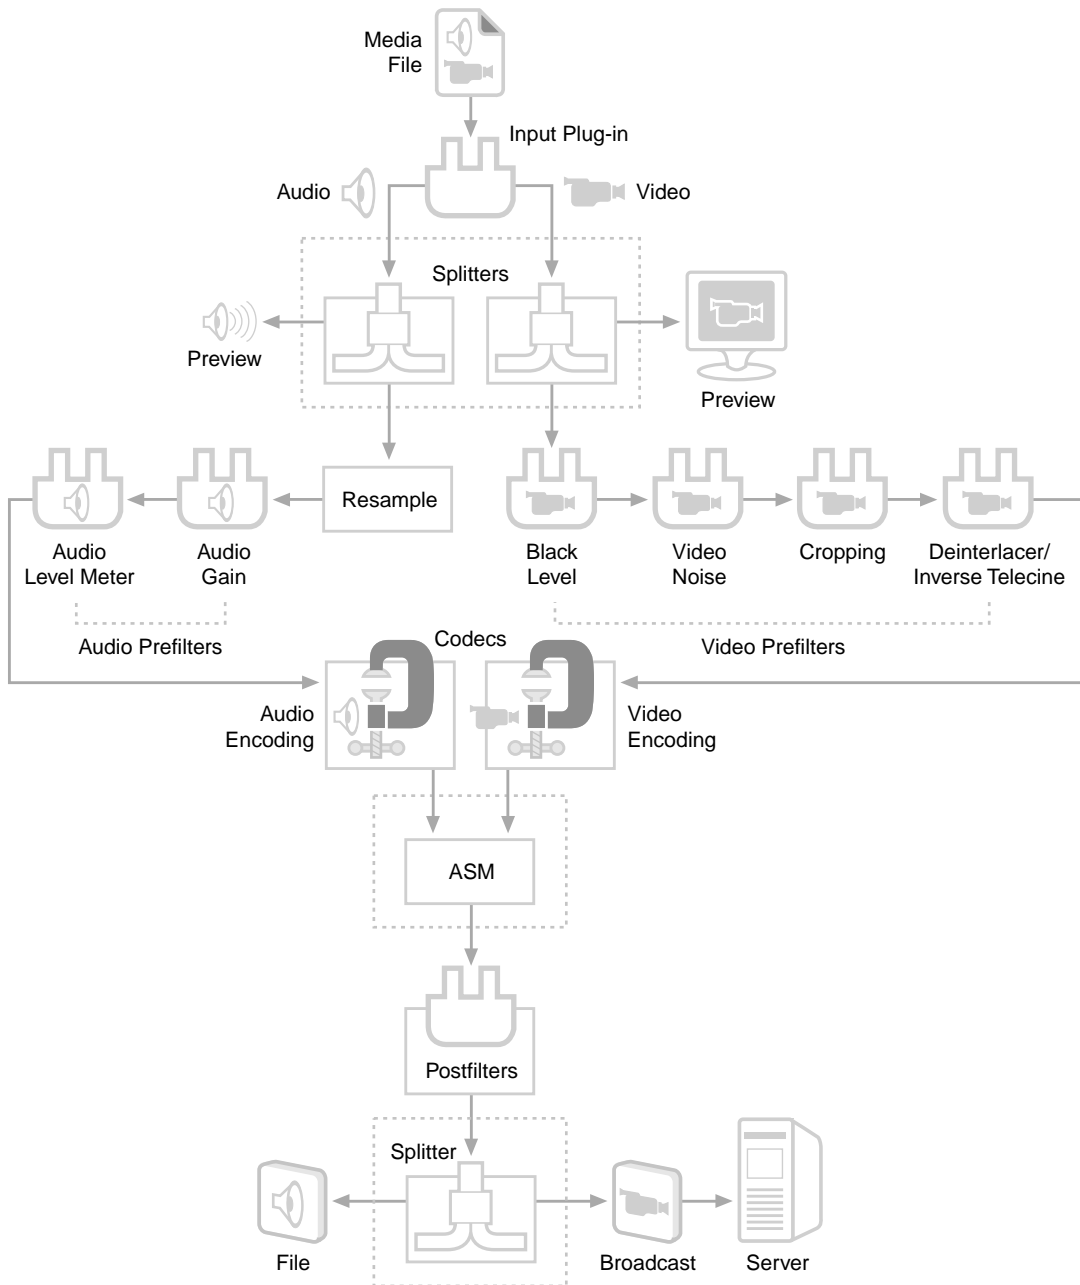 Media
File
Input Plug-in
Audio
Video
Splitters
Preview
Preview
Resample
Audio
Level Meter
Audio
Gain
Black
Level
Video
Noise
Cropping
Deinterlacer/
Inverse Telecine
Audio Prefilters
Codecs
Video Prefilters
Audio
Encoding
Video
Encoding
ASM
Postfilters
Splitter
File
Broadcast
Server